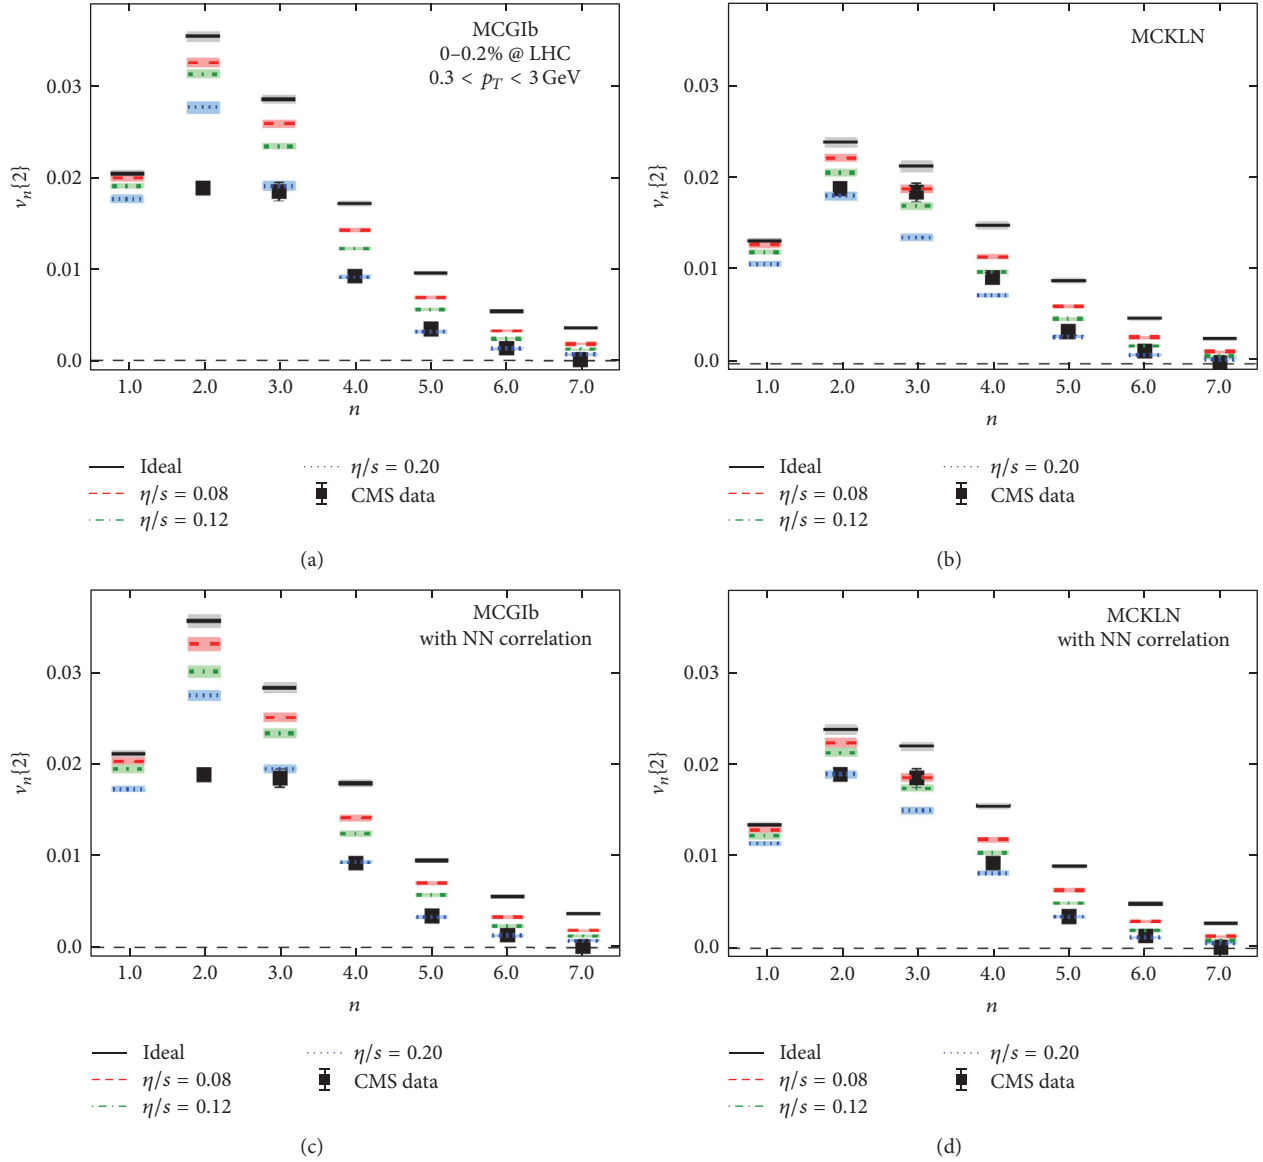 MCGIb
0–0.2% @ LHC
0.3 < p_T < 3 GeV
v_n{2}
0.03
0.02
0.01
0.0
1.0 2.0 3.0 4.0 5.0 6.0 7.0
n
Ideal
η/s = 0.08
η/s = 0.12
η/s = 0.20
CMS data
(a)
MCKLN
v_n{2}
0.03
0.02
0.01
0.0
1.0 2.0 3.0 4.0 5.0 6.0 7.0
n
Ideal
η/s = 0.08
η/s = 0.12
η/s = 0.20
CMS data
(b)
MCGIb
with NN correlation
v_n{2}
0.03
0.02
0.01
0.0
1.0 2.0 3.0 4.0 5.0 6.0 7.0
n
Ideal
η/s = 0.08
η/s = 0.12
η/s = 0.20
CMS data
(c)
MCKLN
with NN correlation
v_n{2}
0.03
0.02
0.01
0.0
1.0 2.0 3.0 4.0 5.0 6.0 7.0
n
Ideal
η/s = 0.08
η/s = 0.12
η/s = 0.20
CMS data
(d)